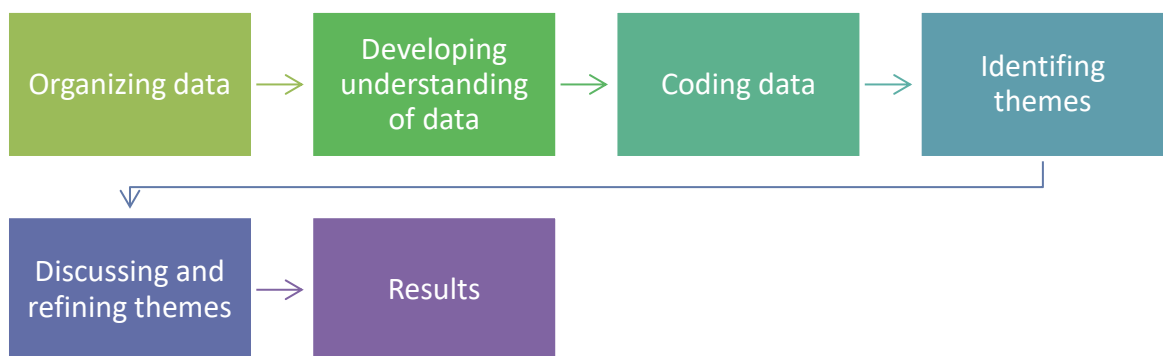 Organizing data
Developing
understanding
of data
Coding data
Identifing
themes
Discussing and
refining themes
Results